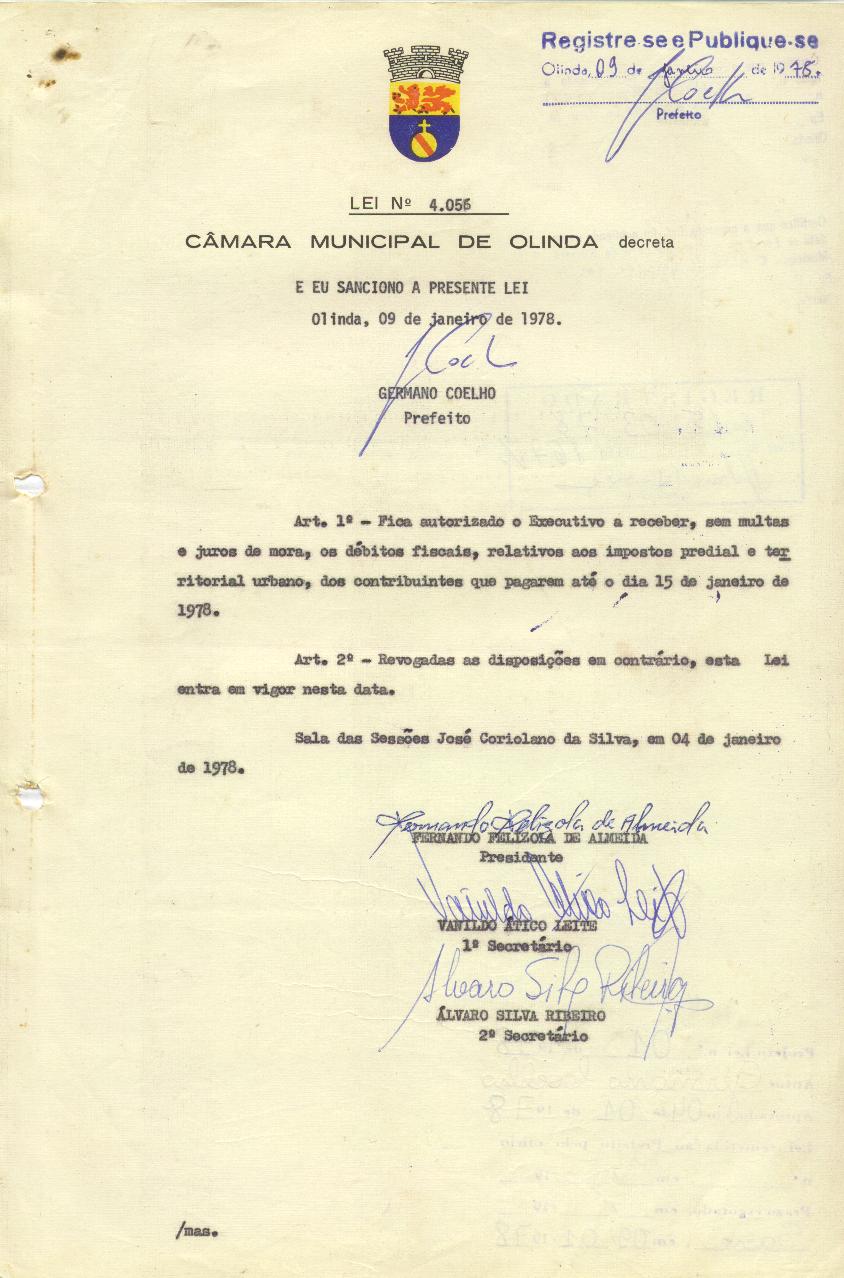 Registre-se e Publique-se
Olinda, 09 de janeiro de 1978.
Prefeito
LEI Nº 4.056
CÂMARA MUNICIPAL DE OLINDA decreta
E EU SANCIONO A PRESENTE LEI
Olinda, 09 de janeiro de 1978.
GERMANO COELHO
Prefeito
Art. 1º - Fica autorizado o Executivo a receber, sem multas
e juros de mora, os débitos fiscais, relativos aos impostos predial e ter
ritorial urbano, dos contribuintes que pagarem até o dia 15 de janeiro de
1978.
Art. 2º - Revogadas as disposições em contrário, esta Lei
entra em vigor nesta data.
Sala das Sessões José Coriolano da Silva, em 04 de janeiro
de 1978.
Fernando Felizola de Almeida
FERNANDO FELIZOLA DE ALMEIDA
Presidente
Vanildo Ático Leite
VANILDO ÁTICO LEITE
1º Secretário
Alvaro Silva Ribeiro
ÁLVARO SILVA RIBEIRO
2º Secretário
/mas.